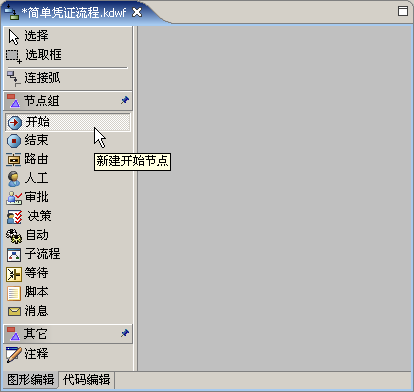 *简单凭证流程.kdwf
选择
选取框
连接弧
节点组
开始
结束
路由
新建开始节点
人工
审批
决策
自动
子流程
等待
脚本
消息
其它
注释
图形编辑 代码编辑